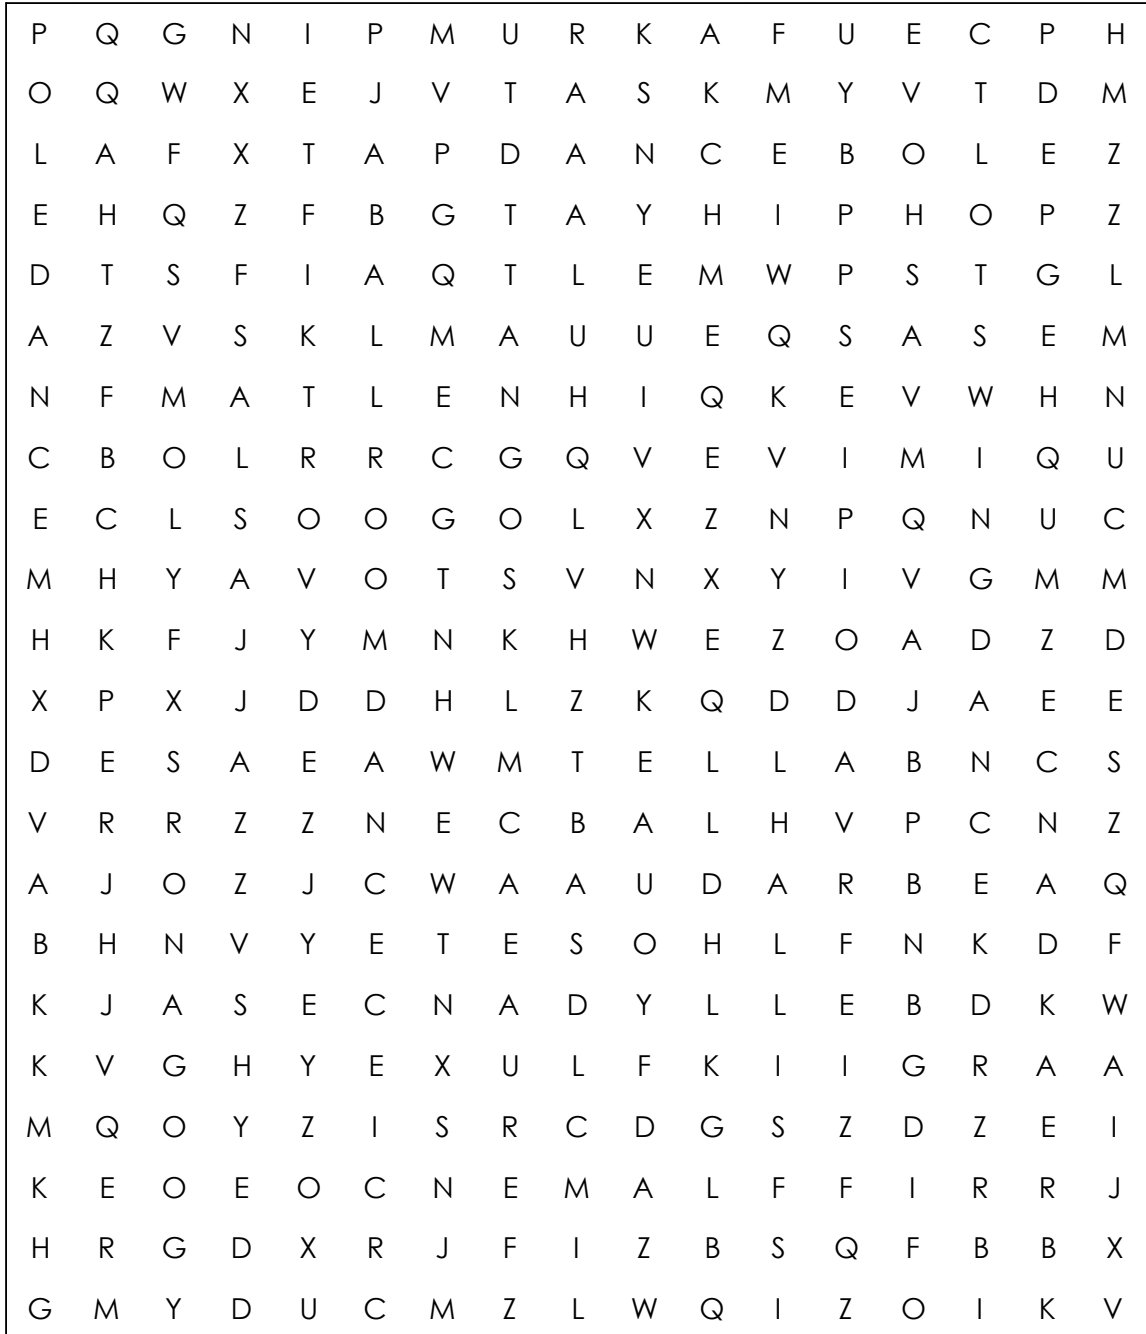 P Q G N I P M U R K A F U E C P H
O Q W X E J V T A S K M Y V T D M
L A F X T A P D A N C E B O L E Z
E H Q Z F B G T A Y H I P H O P Z
D T S F I A Q T L E M W P S T G L
A Z V S K L M A U U E Q S A S E M
N F M A T L E N H I Q K E V W H N
C B O L R R C G Q V E V I M I Q U
E C L S O O G O L X Z N P Q N U C
M H Y A V O T S V N X Y I V G M M
H K F J Y M N K H W E Z O A D Z D
X P X J D D H L Z K Q D D J A E E
D E S A E A W M T E L L A B N C S
V R R Z Z N E C B A L H V P C N Z
A J O Z J C W A A U D A R B E A Q
B H N V Y E T E S O H L F N K D F
K J A S E C N A D Y L L E B D K W
K V G H Y E X U L F K I I G R A A
M Q O Y Z I S R C D G S Z D Z E I
K E O E O C N E M A L F F I R R J
H R G D X R J F I Z B S Q F B B X
G M Y D U C M Z L W Q I Z O I K V